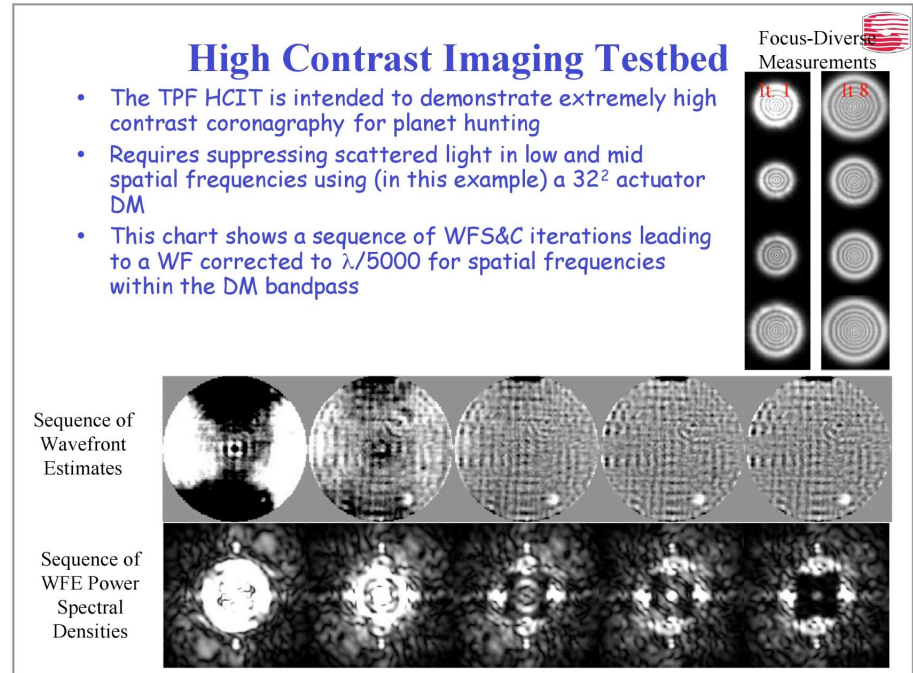 High Contrast Imaging Testbed
• The TPF HCIT is intended to demonstrate extremely high
contrast coronagraphy for planet hunting
• Requires suppressing scattered light in low and mid
spatial frequencies using (in this example) a 32² actuator
DM
• This chart shows a sequence of WFS&C iterations leading
to a WF corrected to λ/5000 for spatial frequencies
within the DM bandpass
Focus-Diverse
Measurements
It. 1
It 8
Sequence of
Wavefront
Estimates
Sequence of
WFE Power
Spectral
Densities